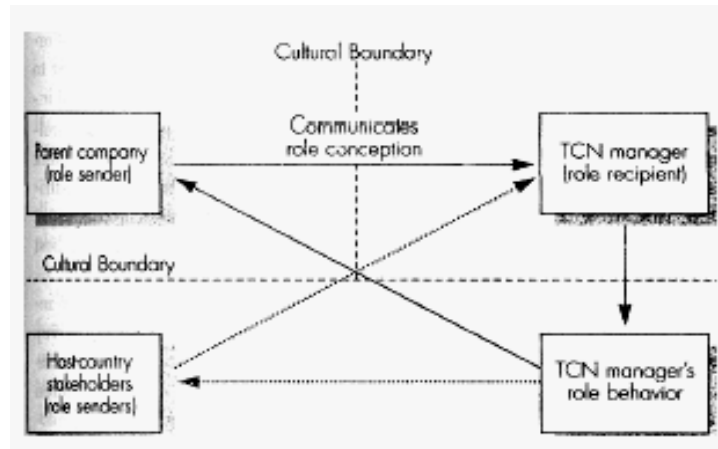 Cultural Boundary
Communicates
role conception
Parent company
(role sender)
TCN manager
(role recipient)
Cultural Boundary
Host-country
stakeholders
(role senders)
TCN manager's
role behavior